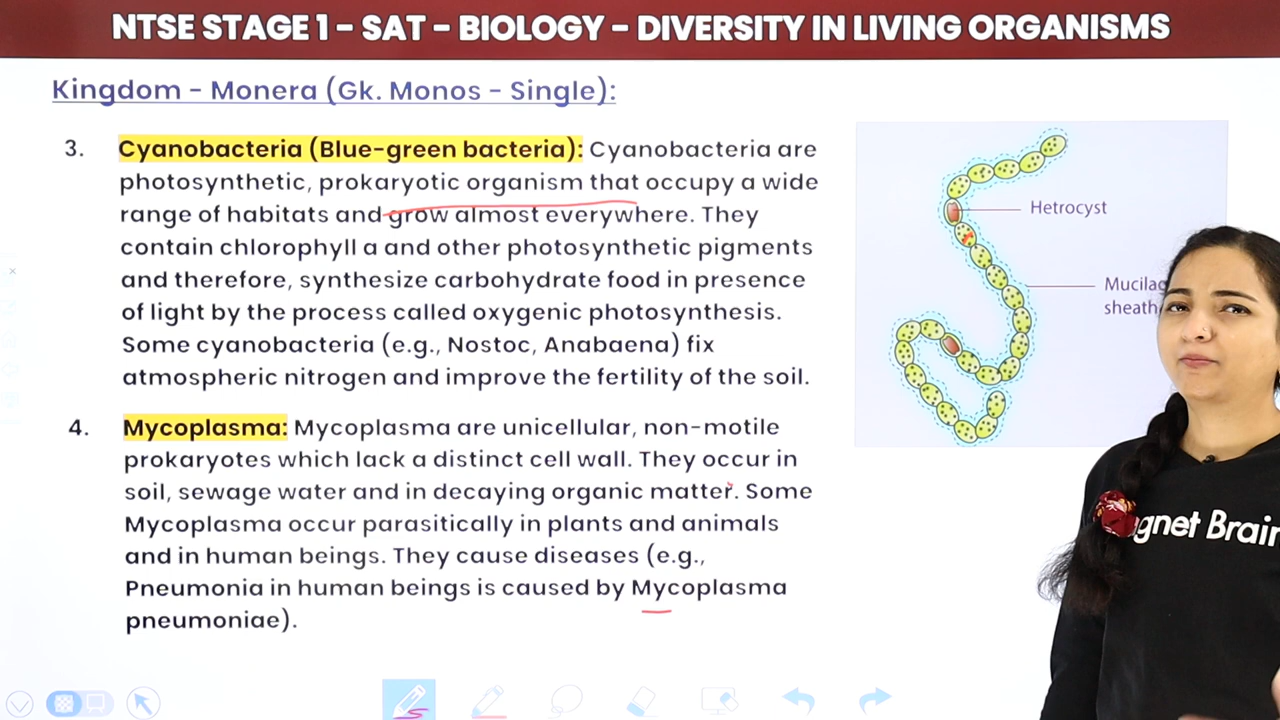 NTSE STAGE 1 - SAT - BIOLOGY - DIVERSITY IN LIVING ORGANISMS
Kingdom - Monera (Gk. Monos - Single):
3. Cyanobacteria (Blue-green bacteria): Cyanobacteria are
photosynthetic, prokaryotic organism that occupy a wide
range of habitats and grow almost everywhere. They
contain chlorophyll a and other photosynthetic pigments
and therefore, synthesize carbohydrate food in presence
of light by the process called oxygenic photosynthesis.
Some cyanobacteria (e.g., Nostoc, Anabaena) fix
atmospheric nitrogen and improve the fertility of the soil.
4. Mycoplasma: Mycoplasma are unicellular, non-motile
prokaryotes which lack a distinct cell wall. They occur in
soil, sewage water and in decaying organic matter. Some
Mycoplasma occur parasitically in plants and animals
and in human beings. They cause diseases (e.g.,
Pneumonia in human beings is caused by Mycoplasma
pneumoniae).
Hetrocyst
sheath
Brain